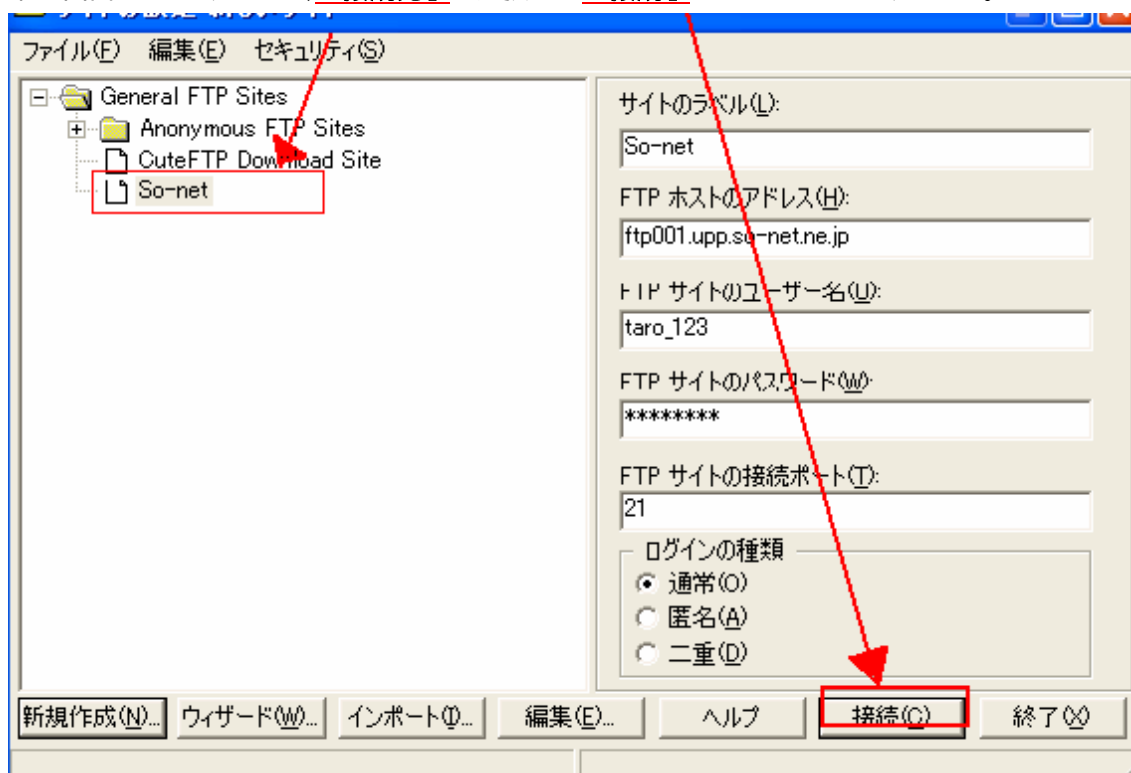 ファイル(F) 編集(E) セキュリティ(S)
General FTP Sites
Anonymous FTP Sites
CuteFTP Download Site
So-net
サイトのラベル(L):
So-net
FTP ホストのアドレス(H):
ftp001.upp.so-net.ne.jp
FTP サイトのユーザー名(U):
taro_123
FTP サイトのパスワード(W):
********
FTP サイトの接続ポート(T):
21
ログインの種類
通常(O)
匿名(A)
二重(D)
新規作成(N)... ウィザード(W)... インポート(I)... 編集(E)... ヘルプ 接続(C) 終了(X)